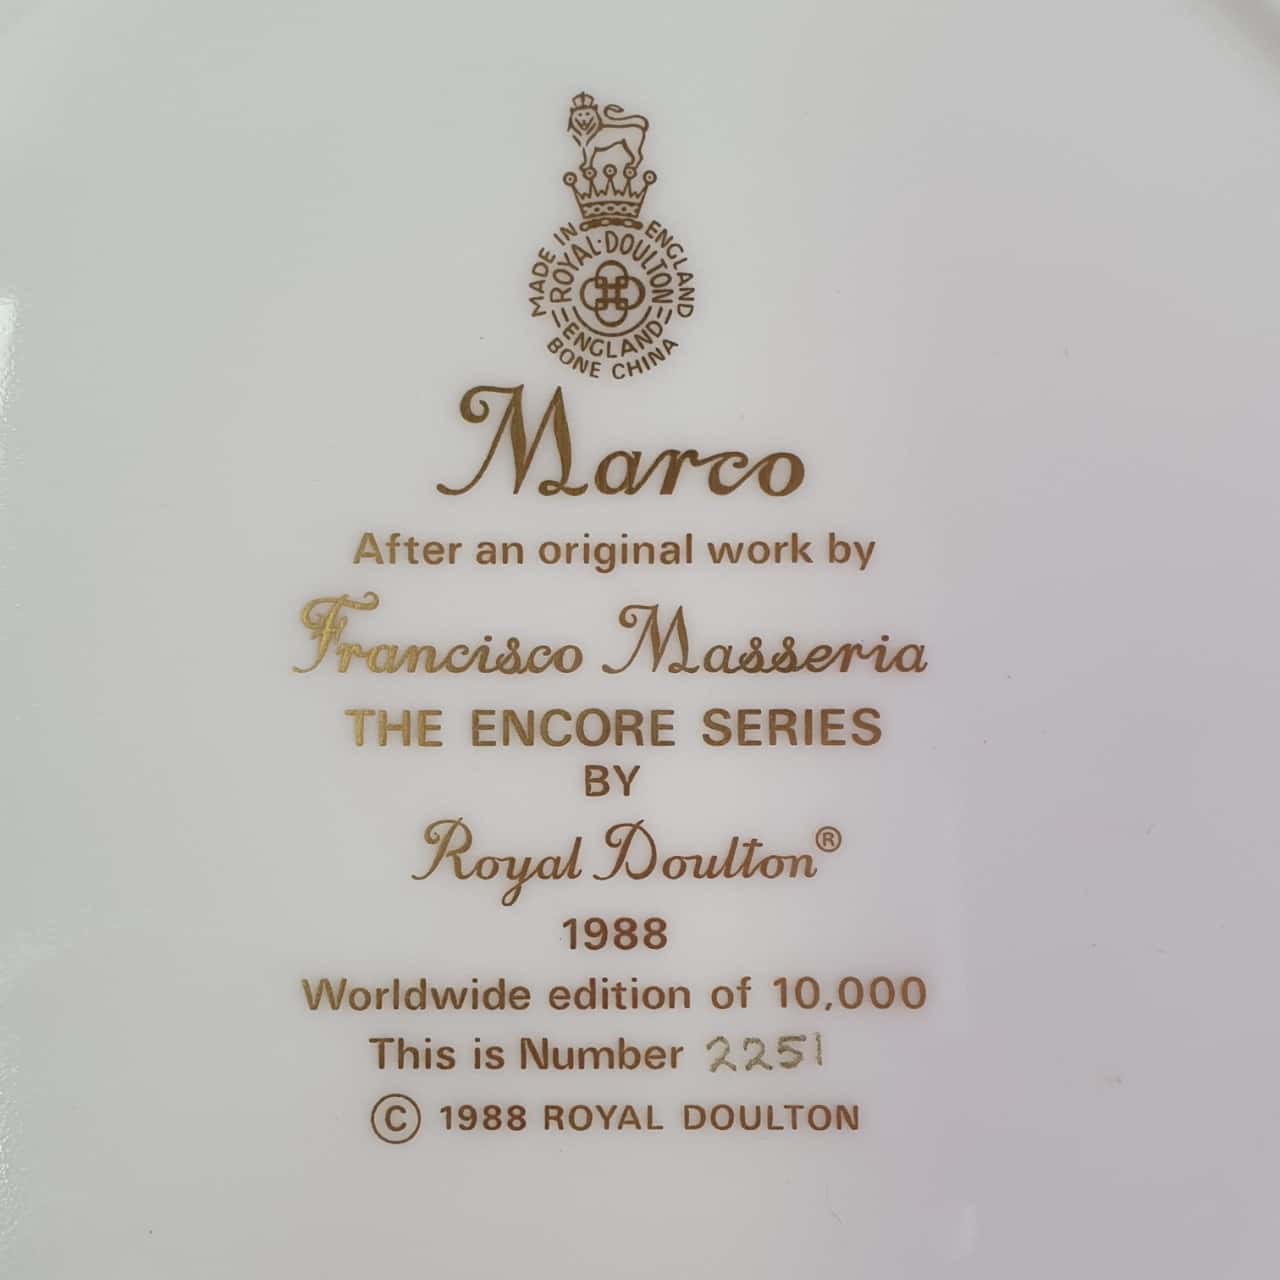 MADE IN ENGLAND
ROYAL·DOULTON
ENGLAND
BONE CHINA
Marco
After an original work by
Francisco Masseria
THE ENCORE SERIES
BY
Royal Doulton®
1988
Worldwide edition of 10,000
This is Number 2251
© 1988 ROYAL DOULTON